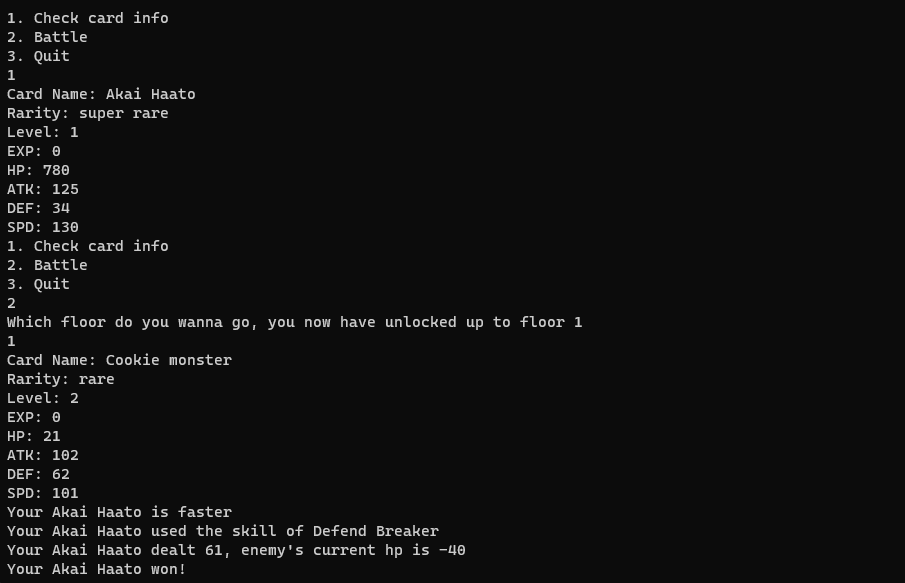 1. Check card info
2. Battle
3. Quit
1
Card Name: Akai Haato
Rarity: super rare
Level: 1
EXP: 0
HP: 780
ATK: 125
DEF: 34
SPD: 130
1. Check card info
2. Battle
3. Quit
2
Which floor do you wanna go, you now have unlocked up to floor 1
1
Card Name: Cookie monster
Rarity: rare
Level: 2
EXP: 0
HP: 21
ATK: 102
DEF: 62
SPD: 101
Your Akai Haato is faster
Your Akai Haato used the skill of Defend Breaker
Your Akai Haato dealt 61, enemy's current hp is -40
Your Akai Haato won!